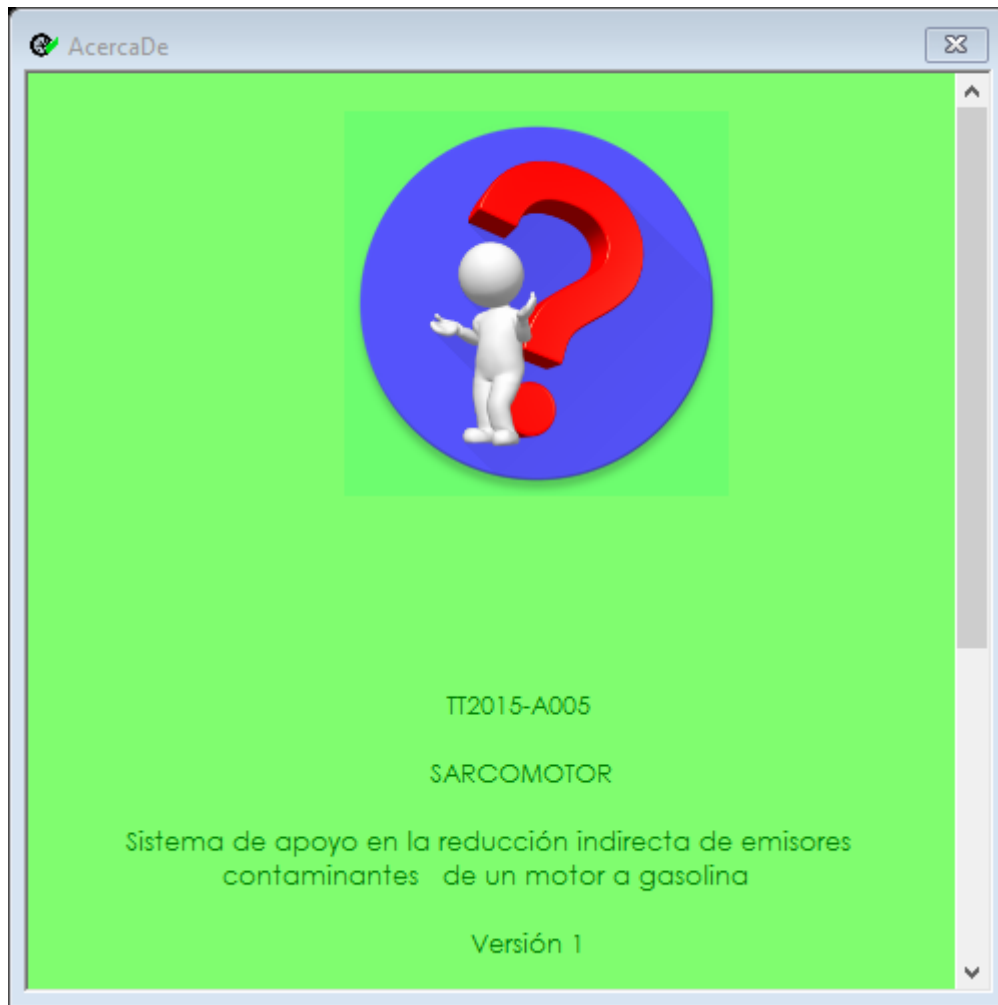 AcercaDe
TT2015-A005
SARCOMOTOR
Sistema de apoyo en la reducción indirecta de emisores
contaminantes de un motor a gasolina
Versión 1